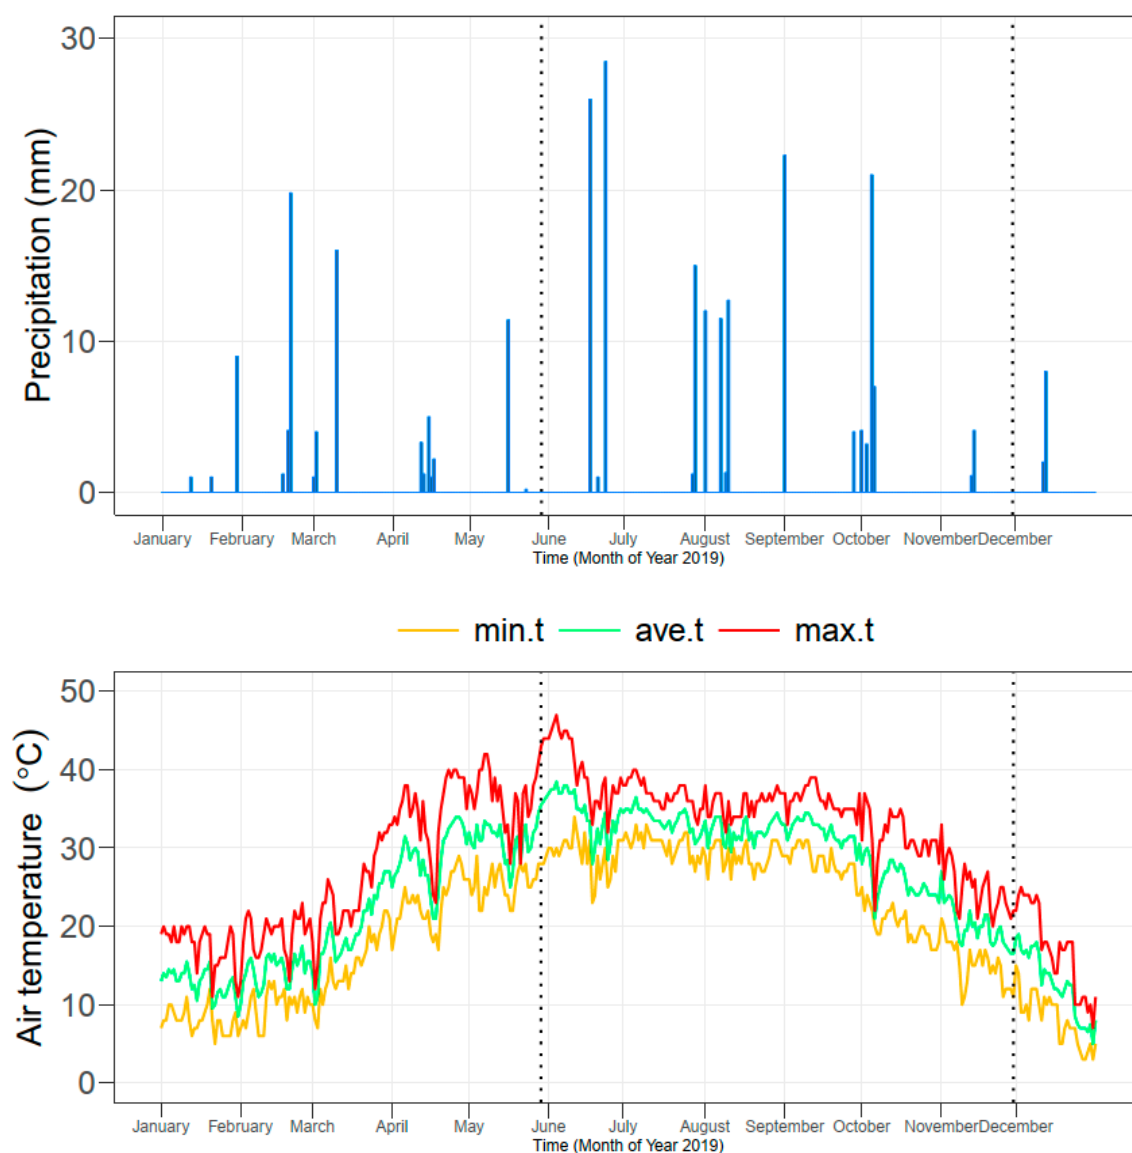 Precipitation (mm)
30
20
10
0
January February March April May June July August September October November December
Time (Month of Year 2019)
min.t ave.t max.t
Air temperature (°C)
50
40
30
20
10
0
January February March April May June July August September October November December
Time (Month of Year 2019)